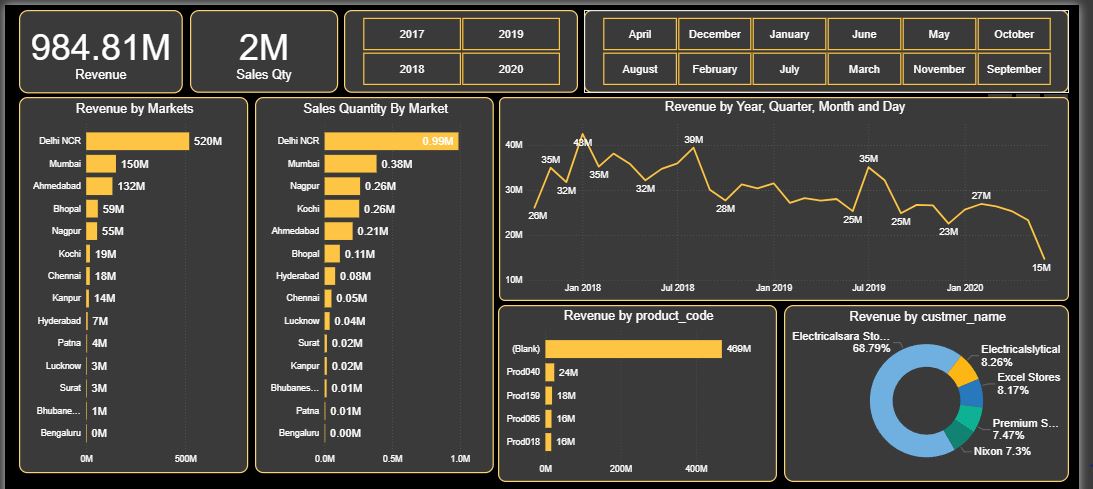 984.81M
Revenue
2M
Sales Qty
2017
2019
2018
2020
April
December
January
June
May
October
August
February
July
March
November
September
Revenue by Markets
Delhi NCR 520M
Mumbai 150M
Ahmedabad 132M
Bhopal 59M
Nagpur 55M
Kochi 19M
Chennai 18M
Kanpur 14M
Hyderabad 7M
Patna 4M
Lucknow 3M
Surat 3M
Bhubane... 1M
Bengaluru 0M
0M 500M
Sales Quantity By Market
Delhi NCR 0.99M
Mumbai 0.38M
Nagpur 0.26M
Kochi 0.26M
Ahmedabad 0.21M
Bhopal 0.11M
Hyderabad 0.08M
Chennai 0.05M
Lucknow 0.04M
Surat 0.02M
Kanpur 0.02M
Bhubanes... 0.01M
Patna 0.01M
Bengaluru 0.00M
0.0M 0.5M 1.0M
Revenue by Year, Quarter, Month and Day
40M
30M
20M
10M
26M
35M
32M
43M
35M
32M
39M
28M
25M
35M
25M
23M
27M
15M
Jan 2018 Jul 2018 Jan 2019 Jul 2019 Jan 2020
Revenue by product_code
(Blank) 469M
Prod040 24M
Prod159 18M
Prod065 16M
Prod018 16M
0M 200M 400M
Revenue by custmer_name
Electricalsara Sto...
68.79%
Electricalslytical
8.26%
Excel Stores
8.17%
Premium S...
7.47%
Nixon 7.3%